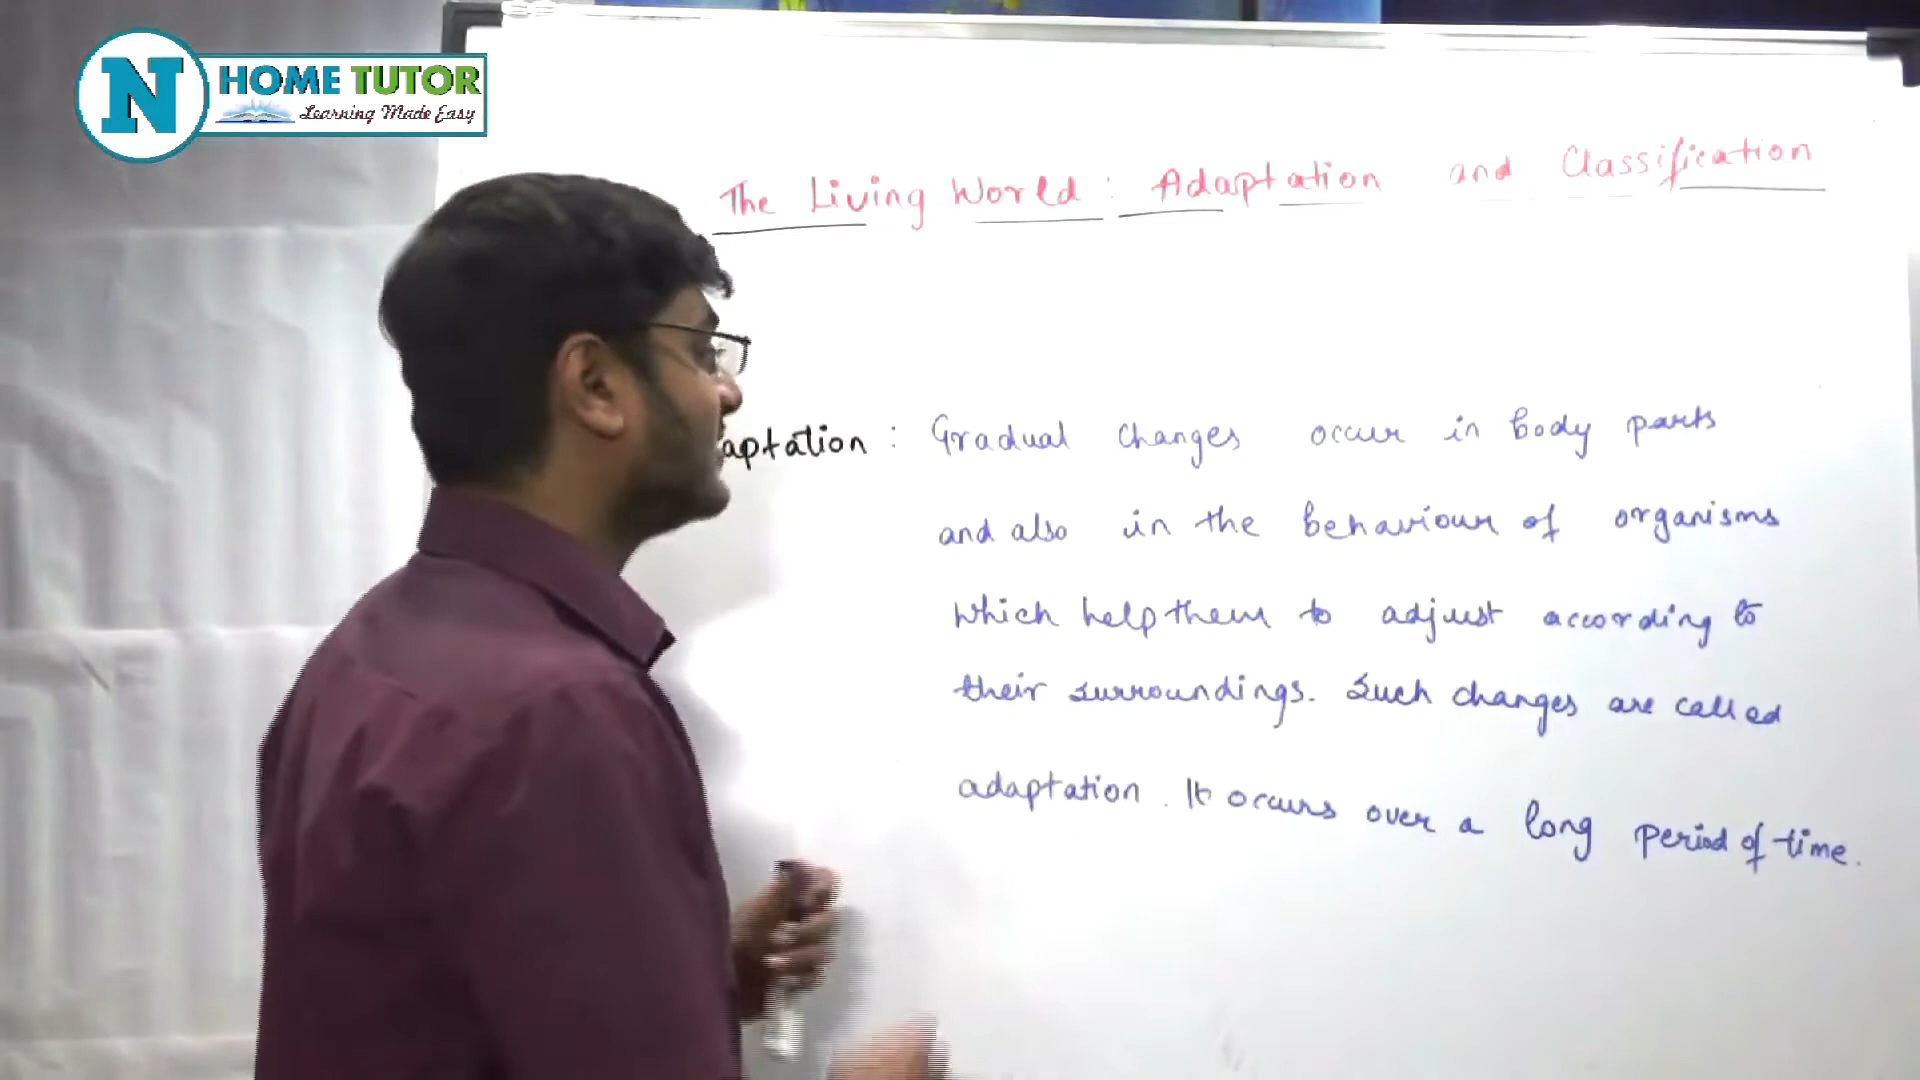 N HOME TUTOR
Learning Made Easy
The Living World : Adaptation and Classification
aptation : Gradual changes occur in body parts
and also in the behaviour of organisms
which help them to adjust according to
their surroundings. Such changes are called
adaptation. It occurs over a long period of time.